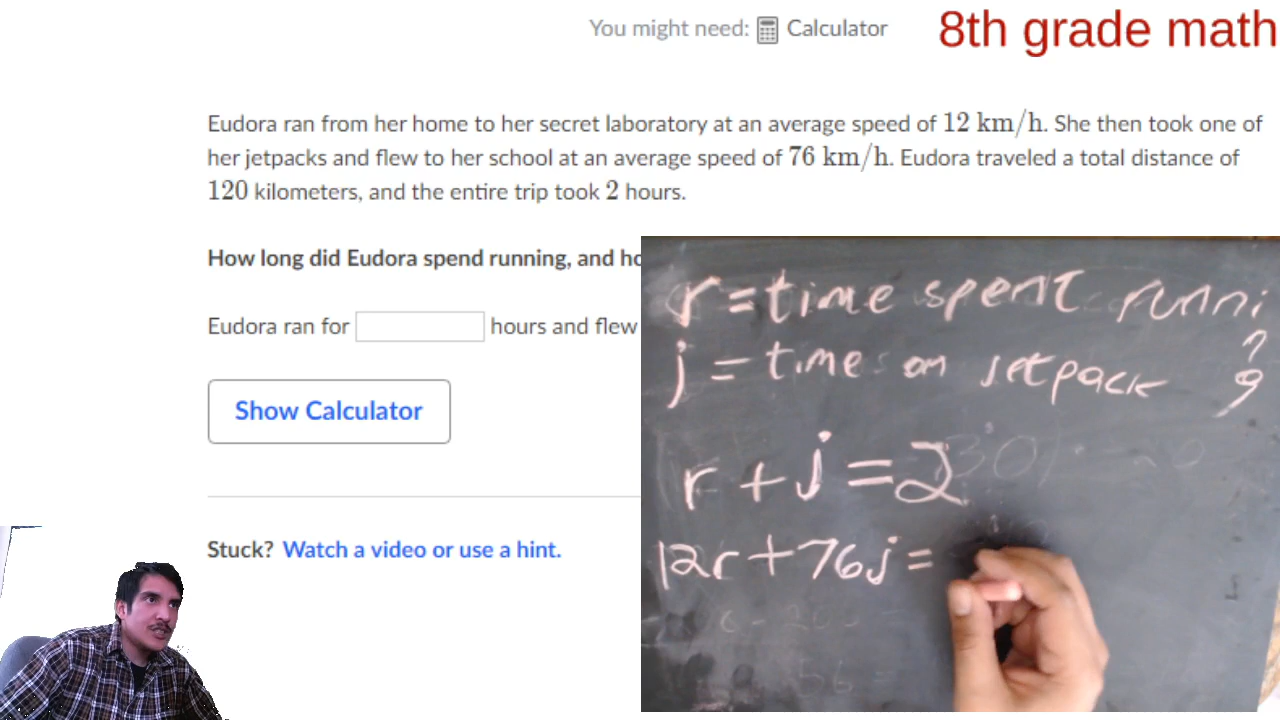 You might need: Calculator
8th grade math
Eudora ran from her home to her secret laboratory at an average speed of 12 km/h. She then took one of
her jetpacks and flew to her school at an average speed of 76 km/h. Eudora traveled a total distance of
120 kilometers, and the entire trip took 2 hours.
How long did Eudora spend running, and
Eudora ran for hours and flew
Show Calculator
Stuck? Watch a video or use a hint.
r = time spent runni
j = time on jetpack
r + j = 2
12r + 76j =